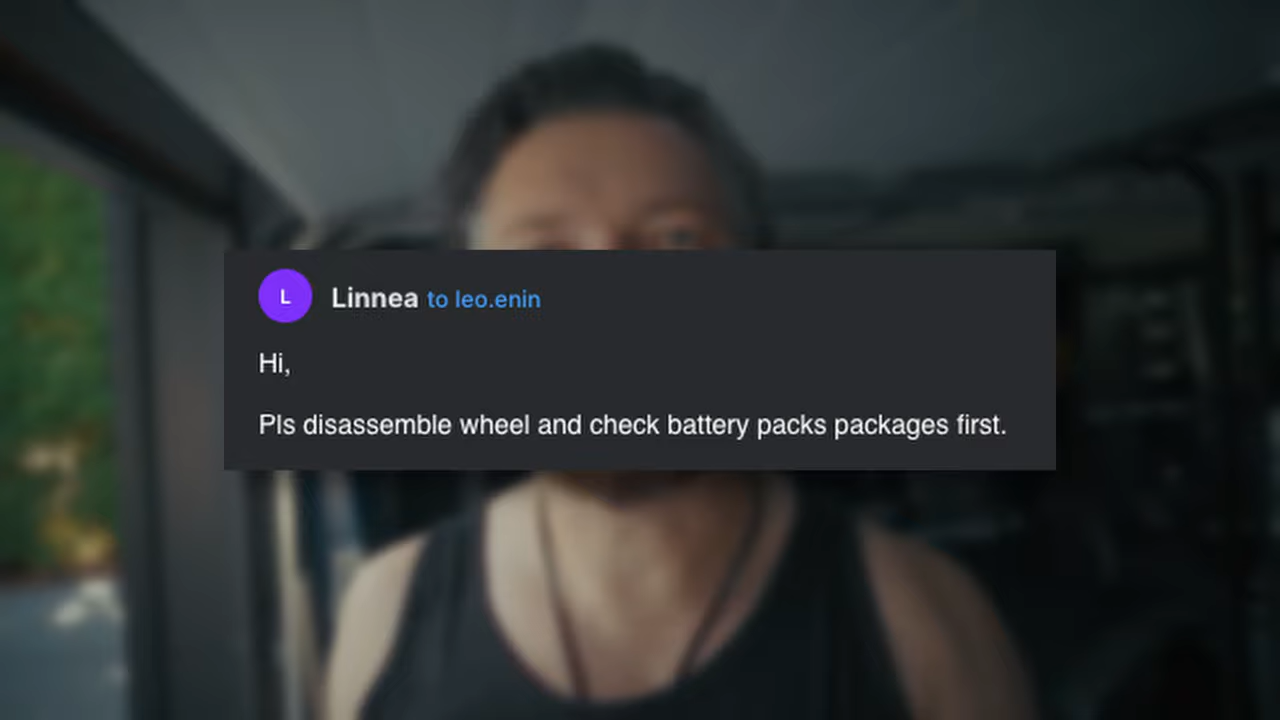 L
Linnea to leo.enin
Hi,
Pls disassemble wheel and check battery packs packages first.